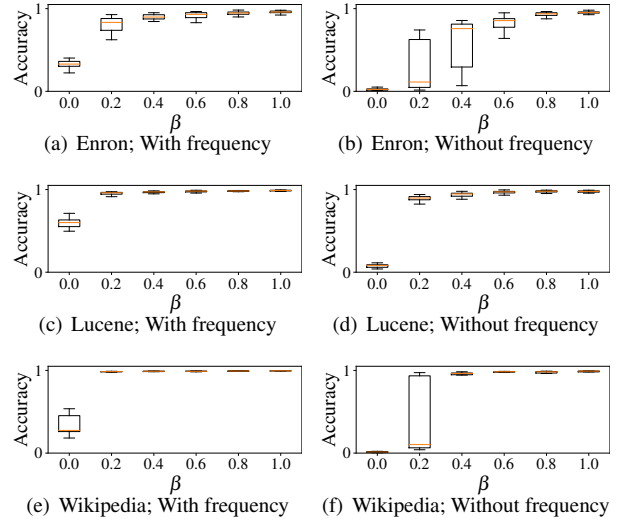 1
Accuracy
0
0.0 0.2 0.4 0.6 0.8 1.0
β
(a) Enron; With frequency
1
Accuracy
0
0.0 0.2 0.4 0.6 0.8 1.0
β
(b) Enron; Without frequency
1
Accuracy
0
0.0 0.2 0.4 0.6 0.8 1.0
β
(c) Lucene; With frequency
1
Accuracy
0
0.0 0.2 0.4 0.6 0.8 1.0
β
(d) Lucene; Without frequency
1
Accuracy
0
0.0 0.2 0.4 0.6 0.8 1.0
β
(e) Wikipedia; With frequency
1
Accuracy
0
0.0 0.2 0.4 0.6 0.8 1.0
β
(f) Wikipedia; Without frequency